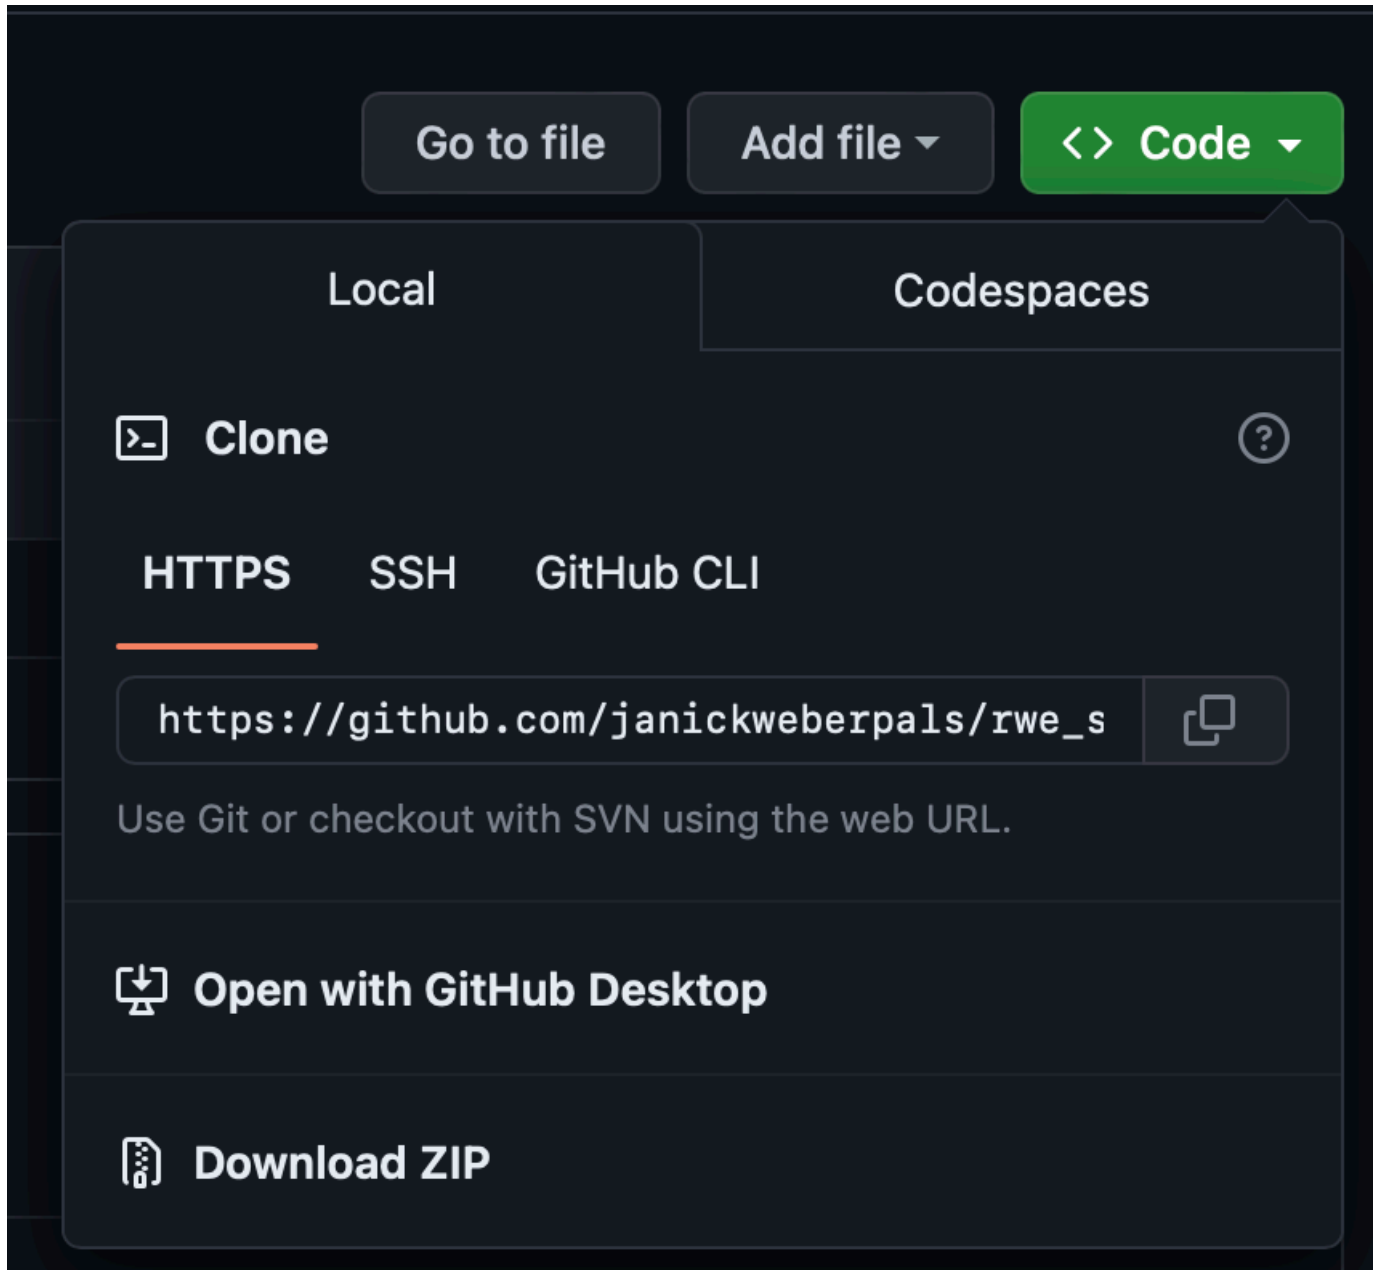 Go to file Add file <> Code
Local Codespaces
Clone
HTTPS SSH GitHub CLI
https://github.com/janickweberpals/rwe_s
Use Git or checkout with SVN using the web URL.
Open with GitHub Desktop
Download ZIP